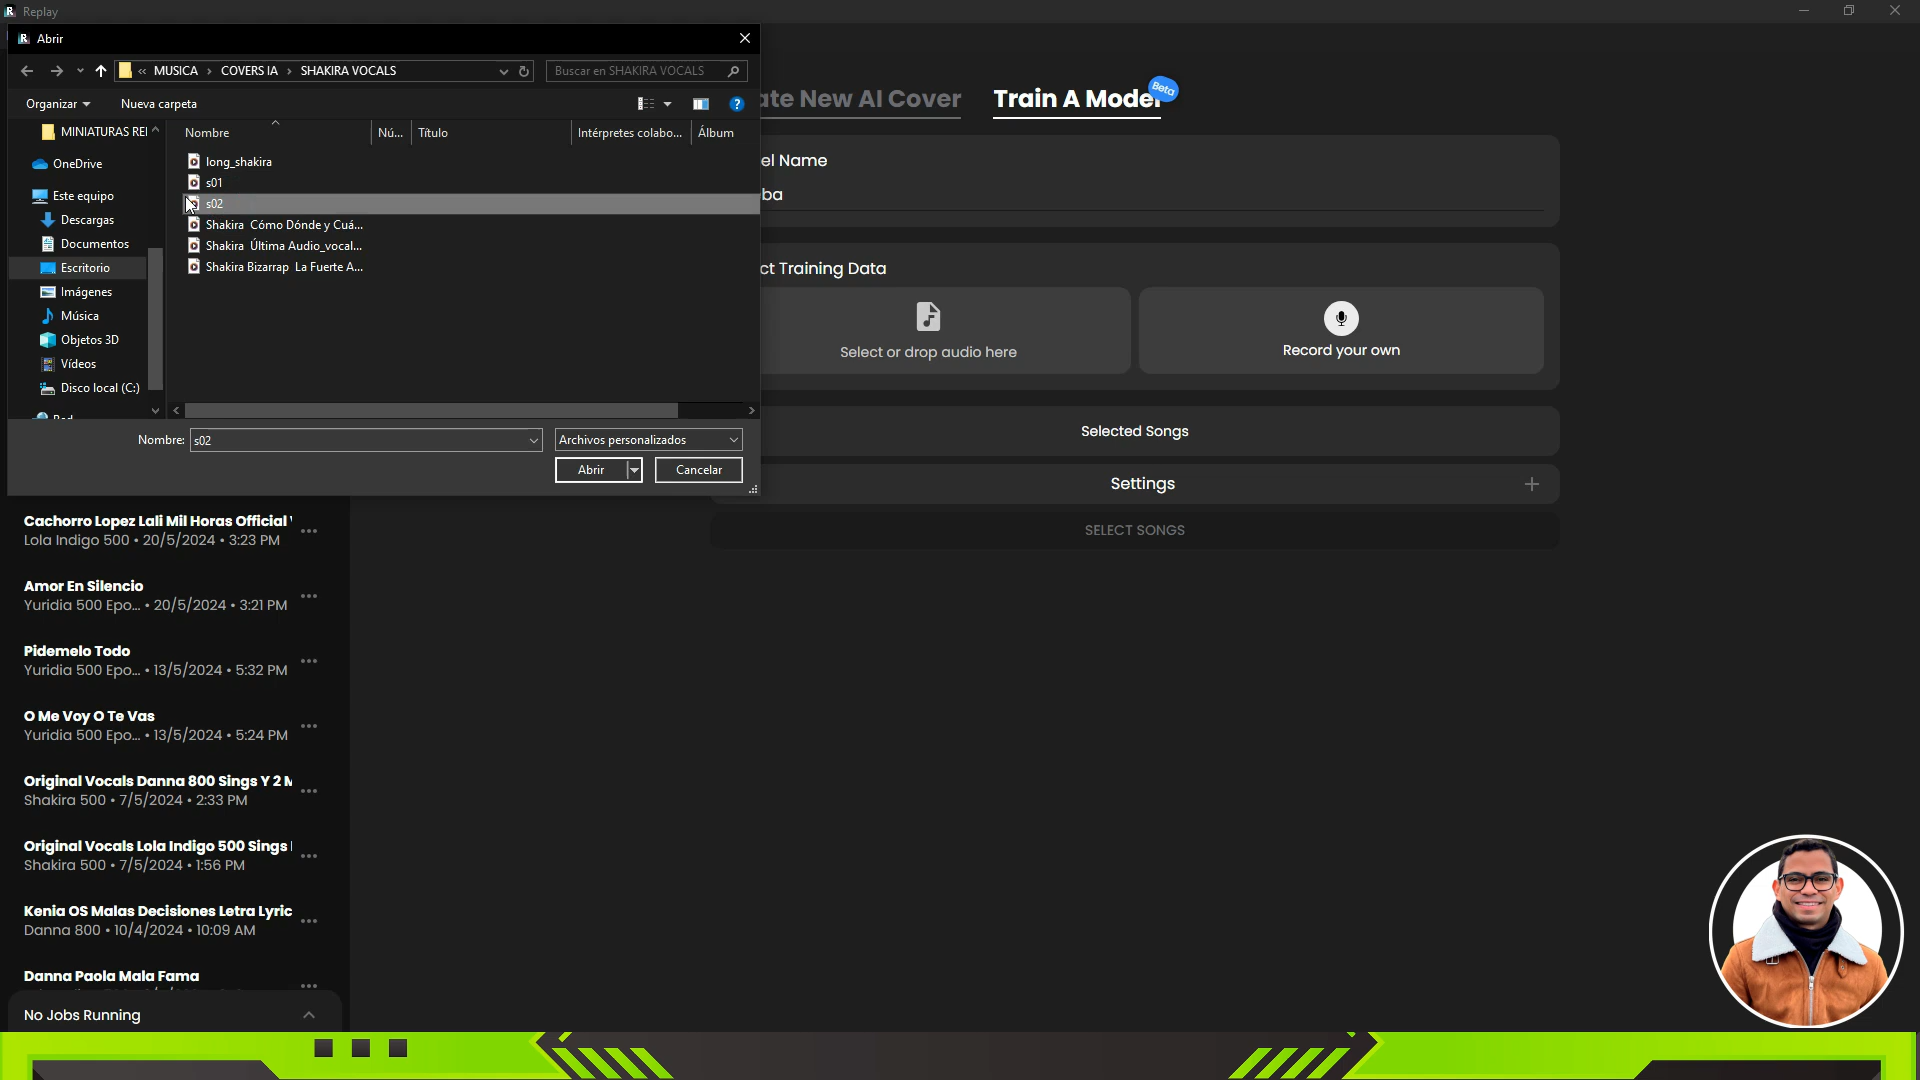 Replay
Abrir
« MUSICA › COVERS IA › SHAKIRA VOCALS
Buscar en SHAKIRA VOCALS
Organizar
Nueva carpeta
MINIATURAS REI
OneDrive
Este equipo
Descargas
Documentos
Escritorio
Imágenes
Música
Objetos 3D
Vídeos
Disco local (C:)
Nombre
Nú...
Título
Intérpretes colabo...
Álbum
long_shakira
s01
s02
Shakira Cómo Dónde y Cuá...
Shakira Última Audio_vocal...
Shakira Bizarrap La Fuerte A...
Nombre:
s02
Archivos personalizados
Abrir
Cancelar
ate New AI Cover
Train A Model
Beta
el Name
ba
ct Training Data
Select or drop audio here
Record your own
Selected Songs
Settings
SELECT SONGS
Cachorro Lopez Lali Mil Horas Official
Lola Indigo 500 • 20/5/2024 • 3:23 PM
Amor En Silencio
Yuridia 500 Epo... • 20/5/2024 • 3:21 PM
Pidemelo Todo
Yuridia 500 Epo... • 13/5/2024 • 5:32 PM
O Me Voy O Te Vas
Yuridia 500 Epo... • 13/5/2024 • 5:24 PM
Original Vocals Danna 800 Sings Y 2 M
Shakira 500 • 7/5/2024 • 2:33 PM
Original Vocals Lola Indigo 500 Sings
Shakira 500 • 7/5/2024 • 1:56 PM
Kenia OS Malas Decisiones Letra Lyric
Danna 800 • 10/4/2024 • 10:09 AM
Danna Paola Mala Fama
No Jobs Running